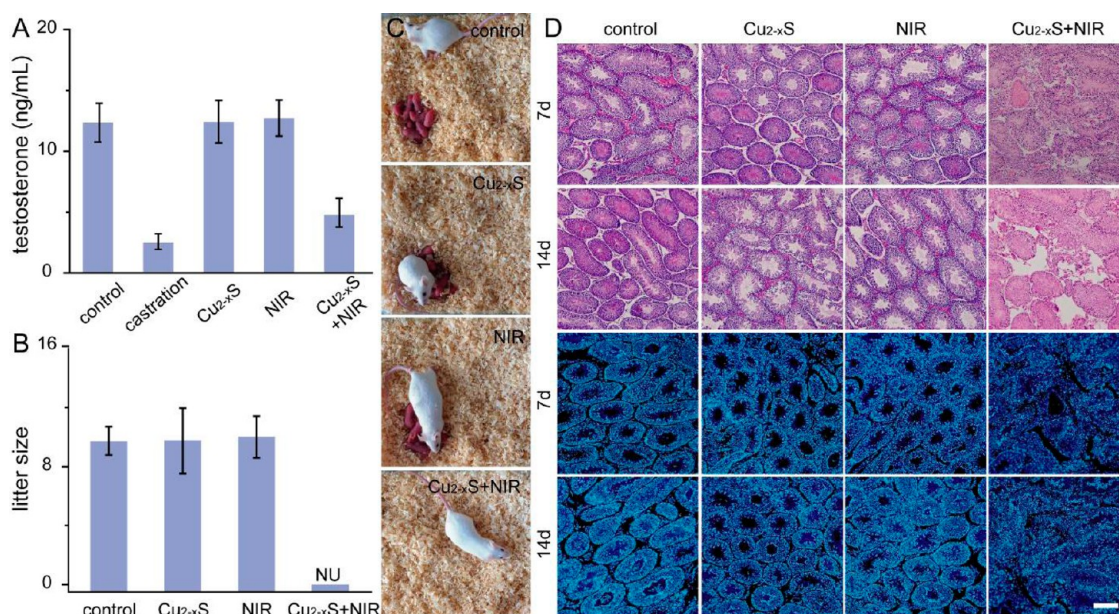 A
testosterone (ng/mL)
20
10
0
control
castration
Cu2-xS
NIR
Cu2-xS
+NIR
B
litter size
16
8
0
control
Cu2-xS
NIR
NU
Cu2-xS+NIR
C
control
Cu2-xS
NIR
Cu2-xS+NIR
D
control
Cu2-xS
NIR
Cu2-xS+NIR
7d
14d
7d
14d